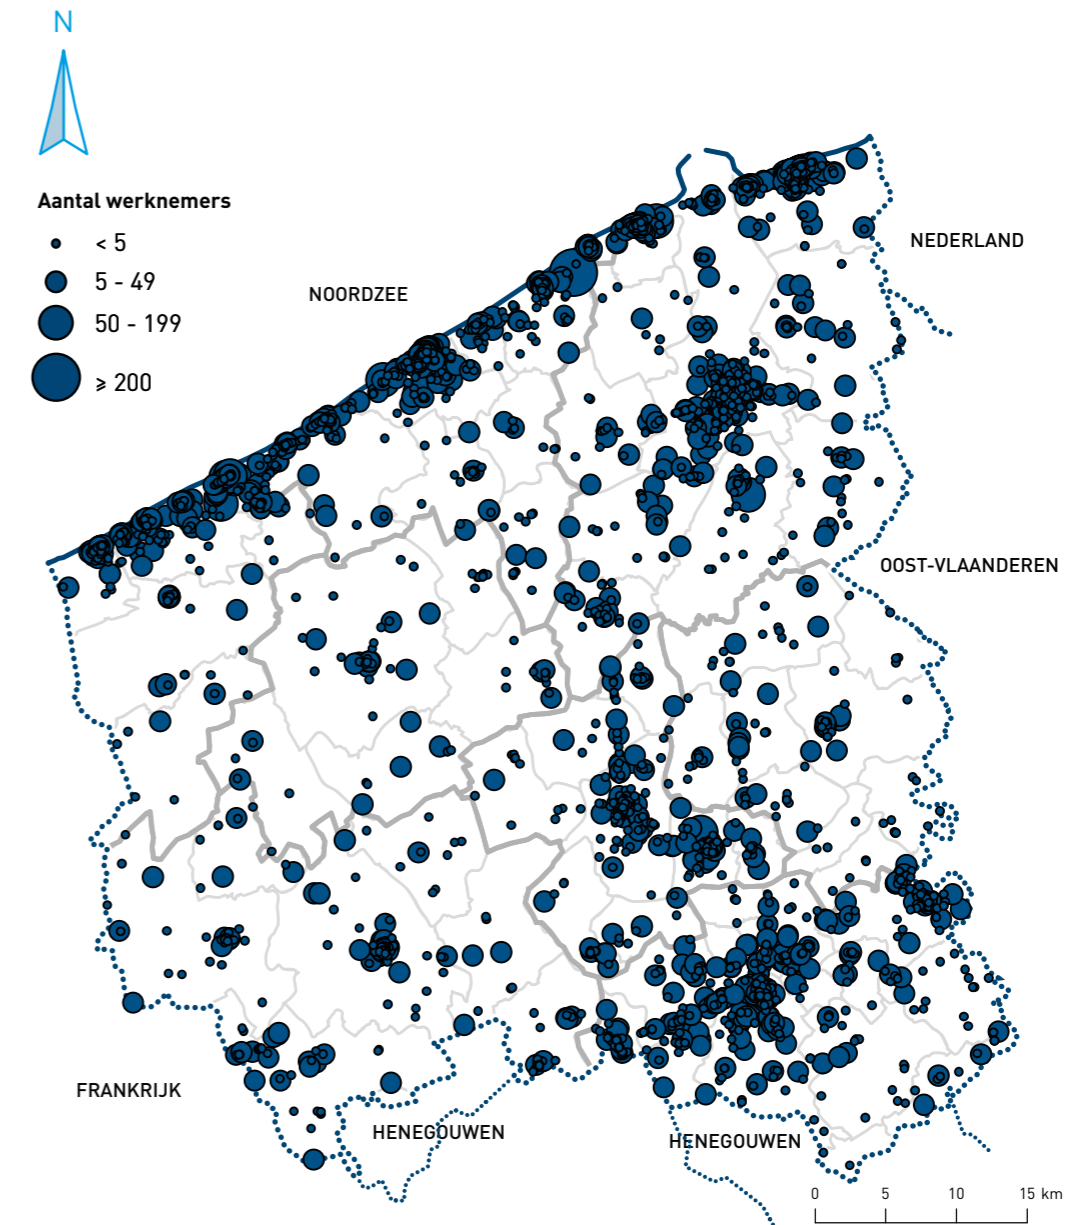 N
Aantal werknemers
< 5
5 - 49
50 - 199
⩾ 200
NOORDZEE
NEDERLAND
OOST-VLAANDEREN
FRANKRIJK
HENEGOUWEN
HENEGOUWEN
0 5 10 15 km